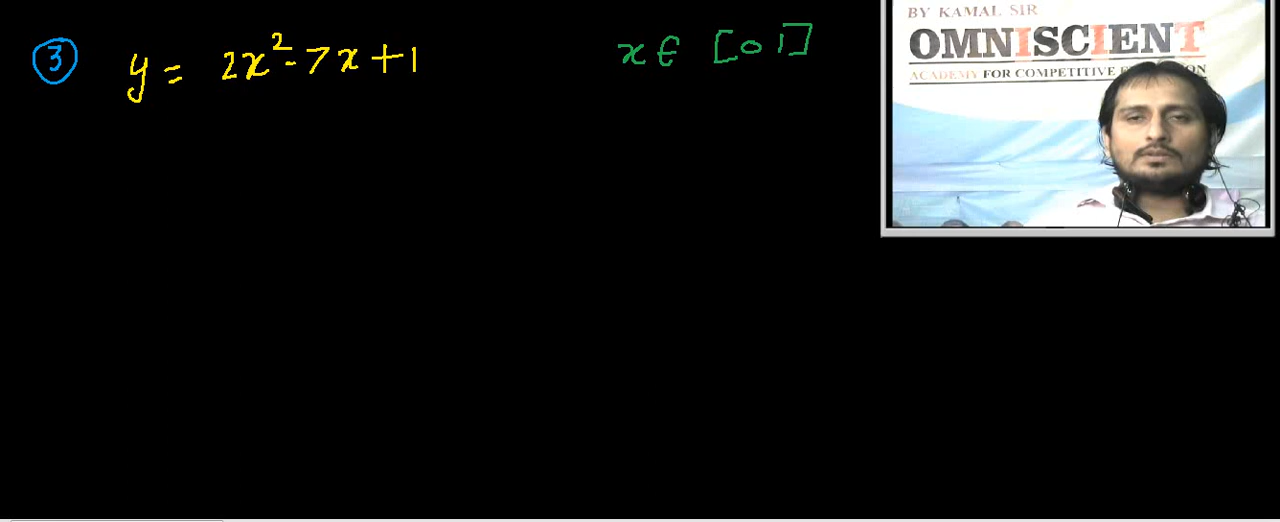 ③ y = 2x²-7x+1 x ∈ [0 1]
BY KAMAL SIR
OMNISCIENT
ACADEMY FOR COMPETITIVE